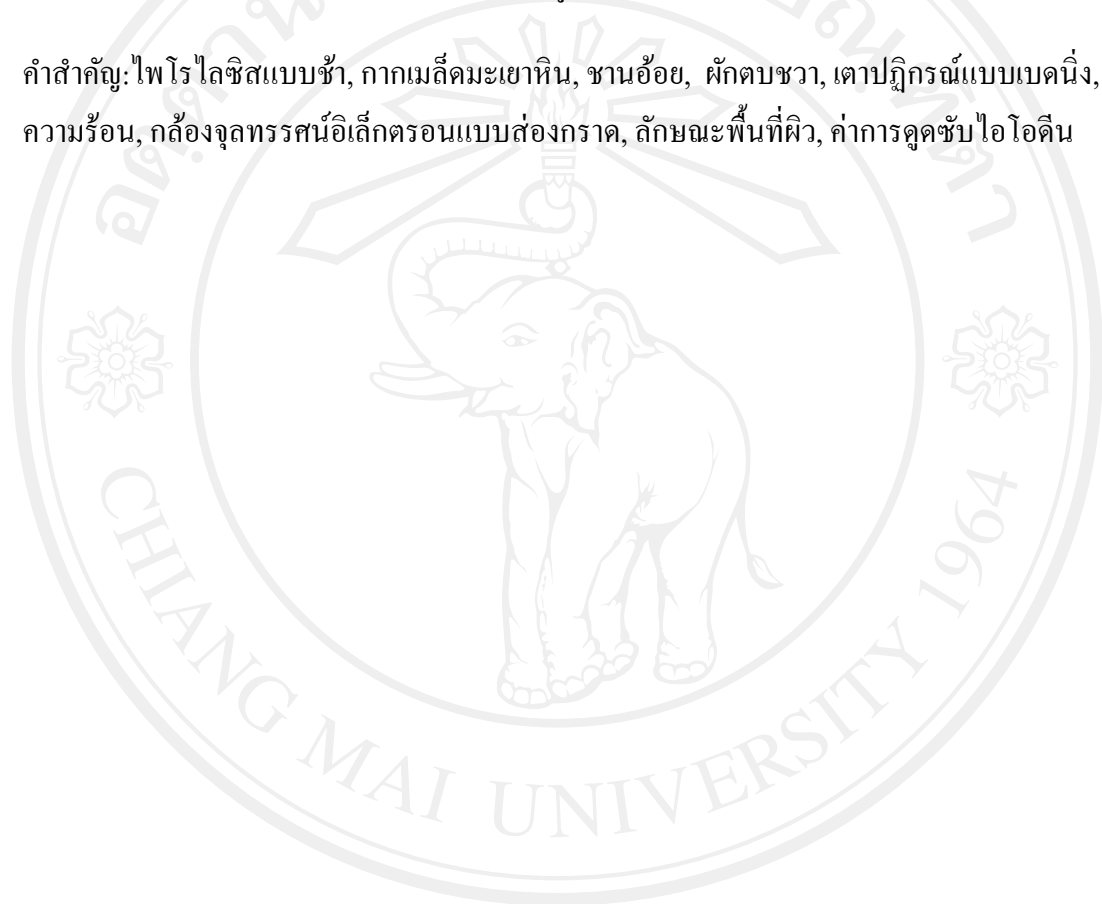 คำสำคัญ: ไพโรไลซิสแบบช้า, กากเมล็ดมะเยาหิน, ชานอ้อย, ผักตบชวา, เตาปฏิกรณ์แบบเบดนิ่ง,
ความร้อน, กล้องจุลทรรศน์อิเล็กตรอนแบบส่องกราด, ลักษณะพื้นที่ผิว, ค่าการดูดซับไอโอดีน
CHIANG MAI UNIVERSITY 1964